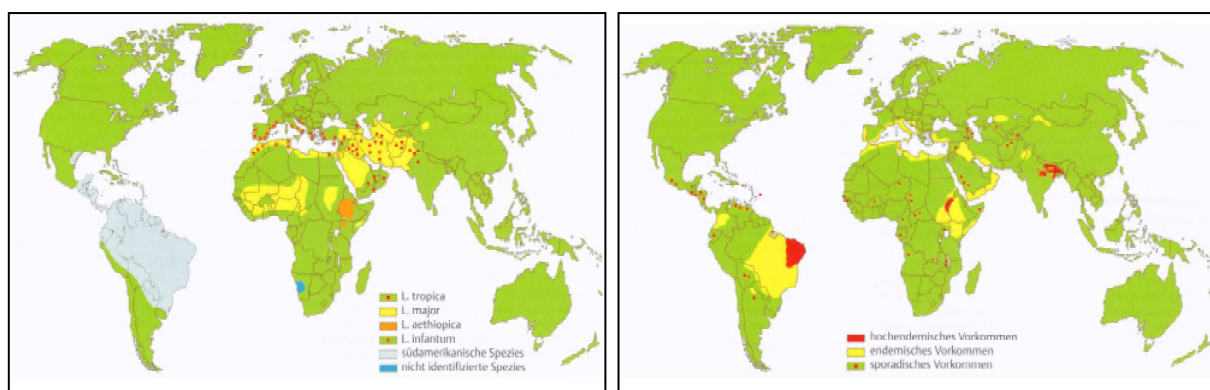 L. tropica
L. major
L. aethiopica
L. infantum
südamerikanische Spezies
nicht identifizierte Spezies
hochendemisches Vorkommen
endemisches Vorkommen
sporadisches Vorkommen